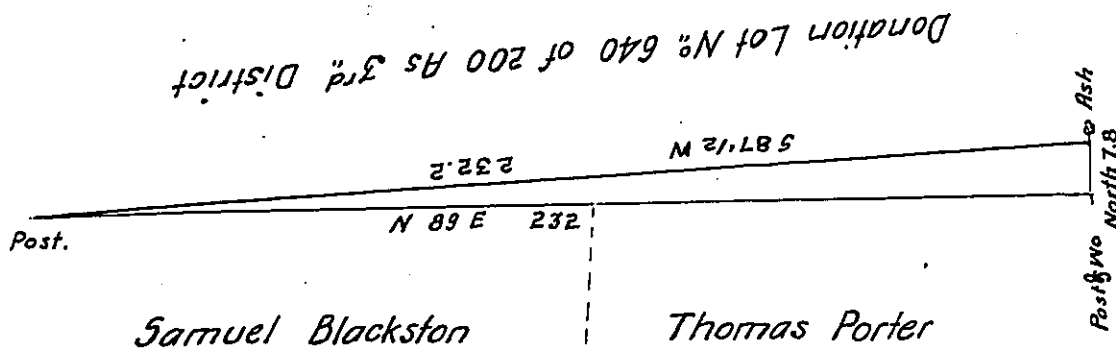 Donation Lot No. 640 of 200 As 3rd. District
Ash
S 87 1/2 W
232.2
N 89 E 232
North 7.8
Post.
Post & WO
Samuel Blackston
Thomas Porter